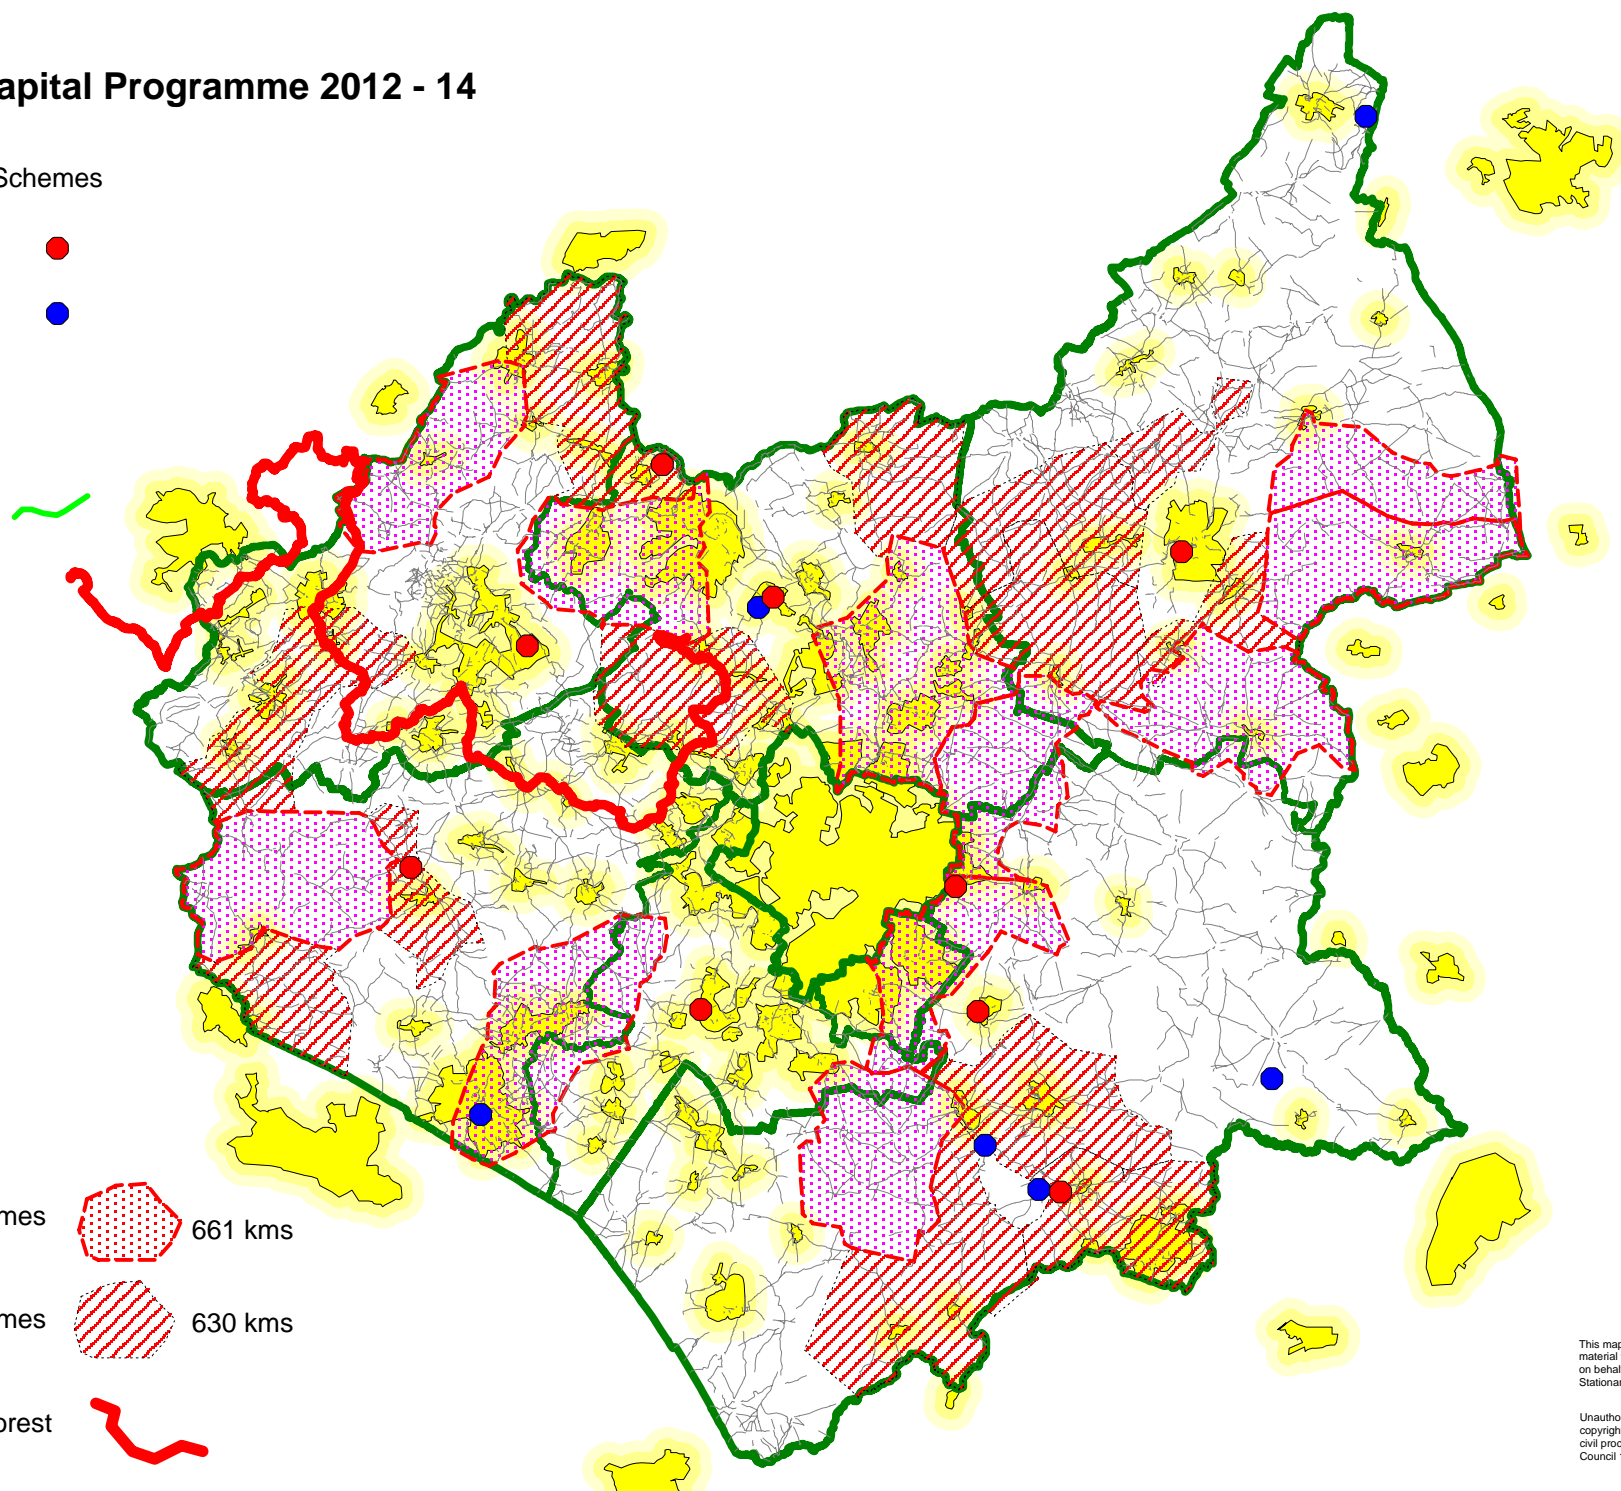 apital Programme 2012 - 14
Schemes
mes
661 kms
mes
630 kms
orest
This map
material
on behal
Stationar
Unautho
copyrigh
civil proc
Council